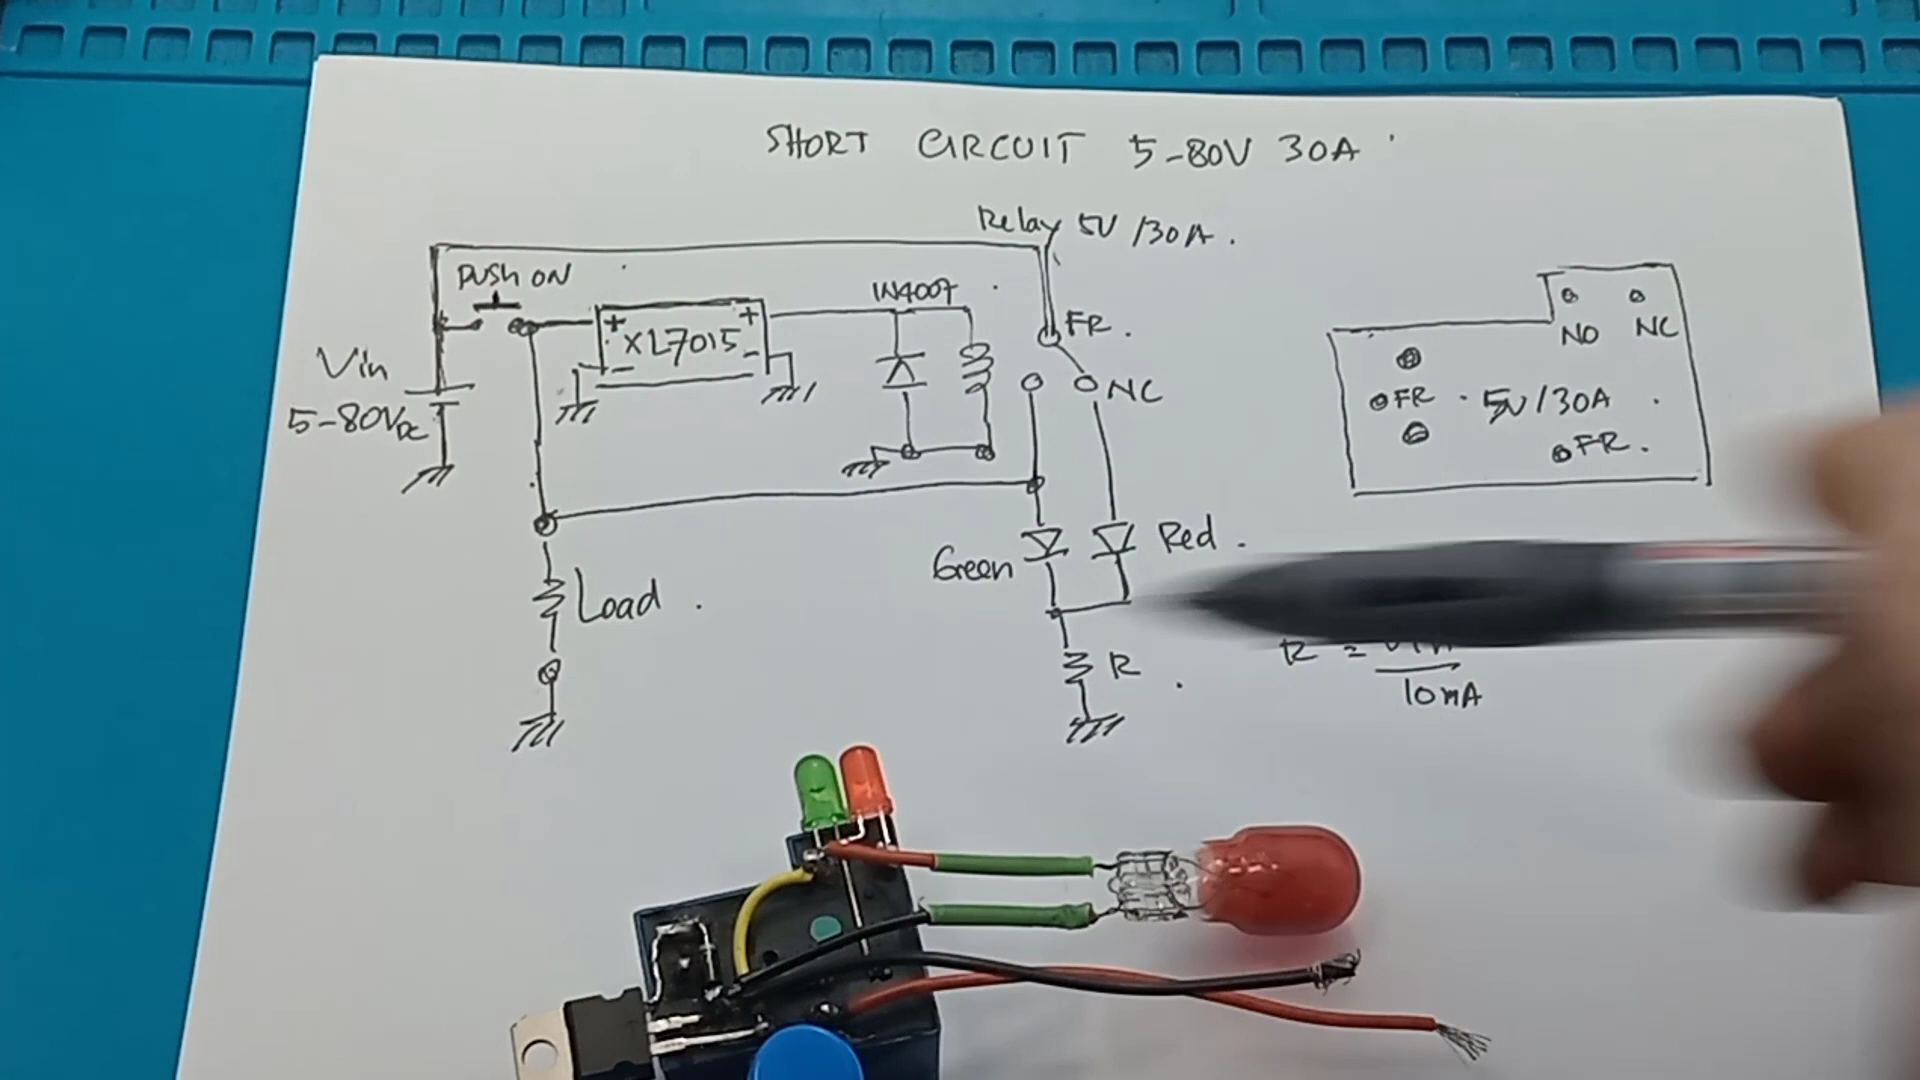 SHORT CIRCUIT 5-80V 30A
Relay 5V /30A.
PUSH ON
1N4007
+ XL7015 +
- -
FR.
NC
Vin
5-80VDC
NO NC
FR . 5V/30A .
FR.
Green
Red.
Load .
R
R =
10mA